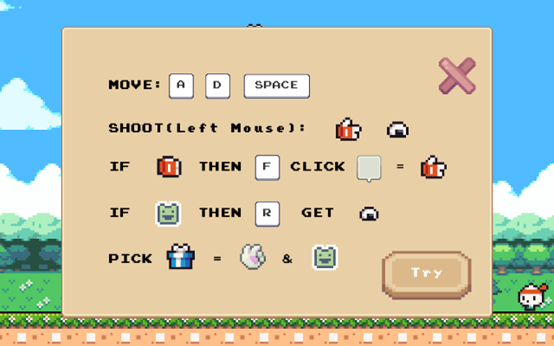 MOVE: A D SPACE
SHOOT(Left Mouse):
IF THEN F CLICK =
IF THEN R GET
PICK = &
Try